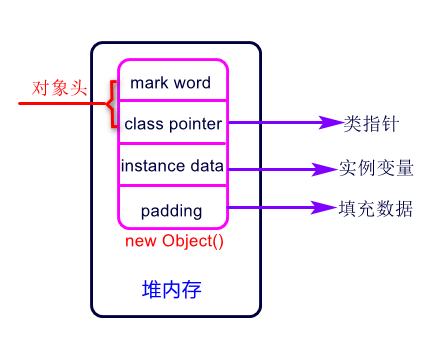 对象头
mark word
class pointer
类指针
instance data
实例变量
padding
填充数据
new Object()
堆内存